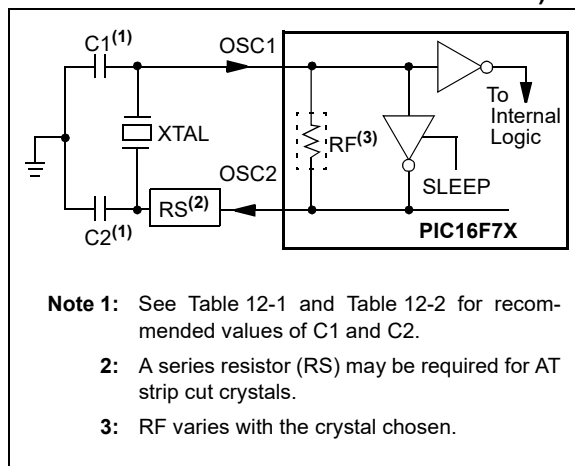 C1(1)
OSC1
To
Internal
Logic
XTAL
RF(3)
OSC2
SLEEP
RS(2)
C2(1)
PIC16F7X
Note 1: See Table 12-1 and Table 12-2 for recom-
mended values of C1 and C2.
2: A series resistor (RS) may be required for AT
strip cut crystals.
3: RF varies with the crystal chosen.